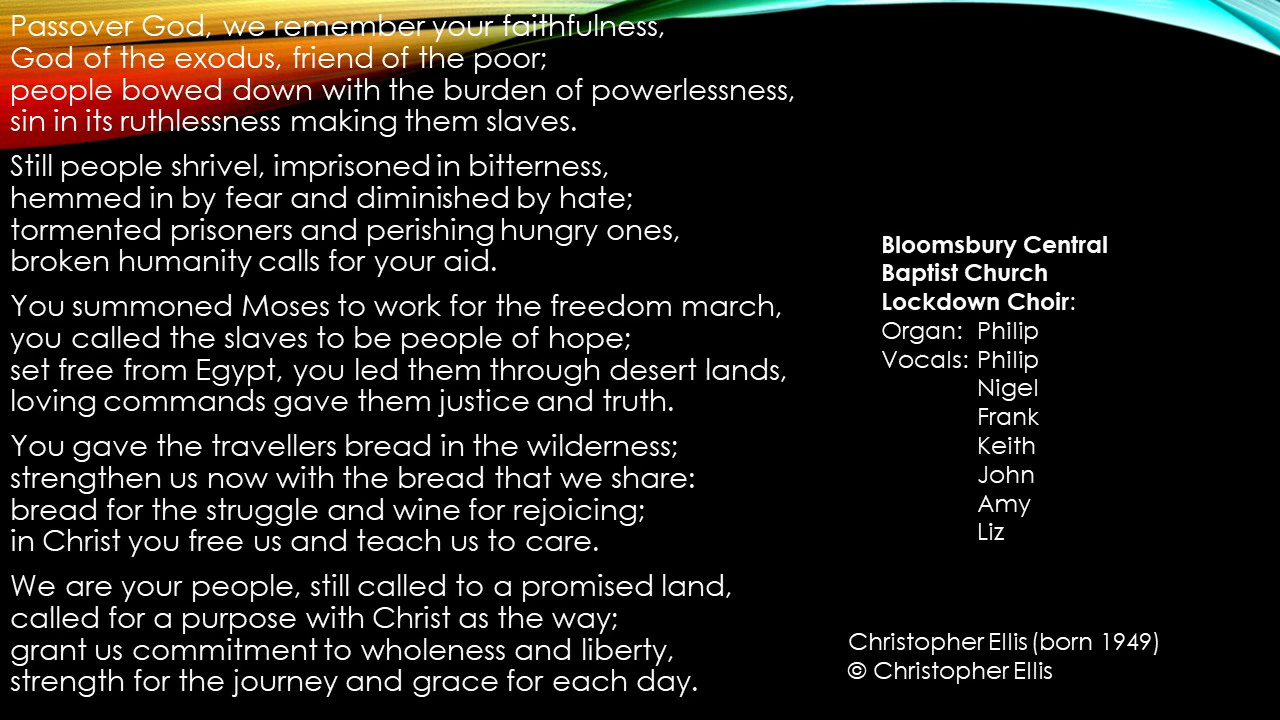 Passover God, we remember your faithfulness,
God of the exodus, friend of the poor;
people bowed down with the burden of powerlessness,
sin in its ruthlessness making them slaves.
Still people shrivel, imprisoned in bitterness,
hemmed in by fear and diminished by hate;
tormented prisoners and perishing hungry ones,
broken humanity calls for your aid.
You summoned Moses to work for the freedom march,
you called the slaves to be people of hope;
set free from Egypt, you led them through desert lands,
loving commands gave them justice and truth.
You gave the travellers bread in the wilderness;
strengthen us now with the bread that we share:
bread for the struggle and wine for rejoicing;
in Christ you free us and teach us to care.
We are your people, still called to a promised land,
called for a purpose with Christ as the way;
grant us commitment to wholeness and liberty,
strength for the journey and grace for each day.
Bloomsbury Central
Baptist Church
Lockdown Choir:
Organ: Philip
Vocals: Philip
Nigel
Frank
Keith
John
Amy
Liz
Christopher Ellis (born 1949)
© Christopher Ellis